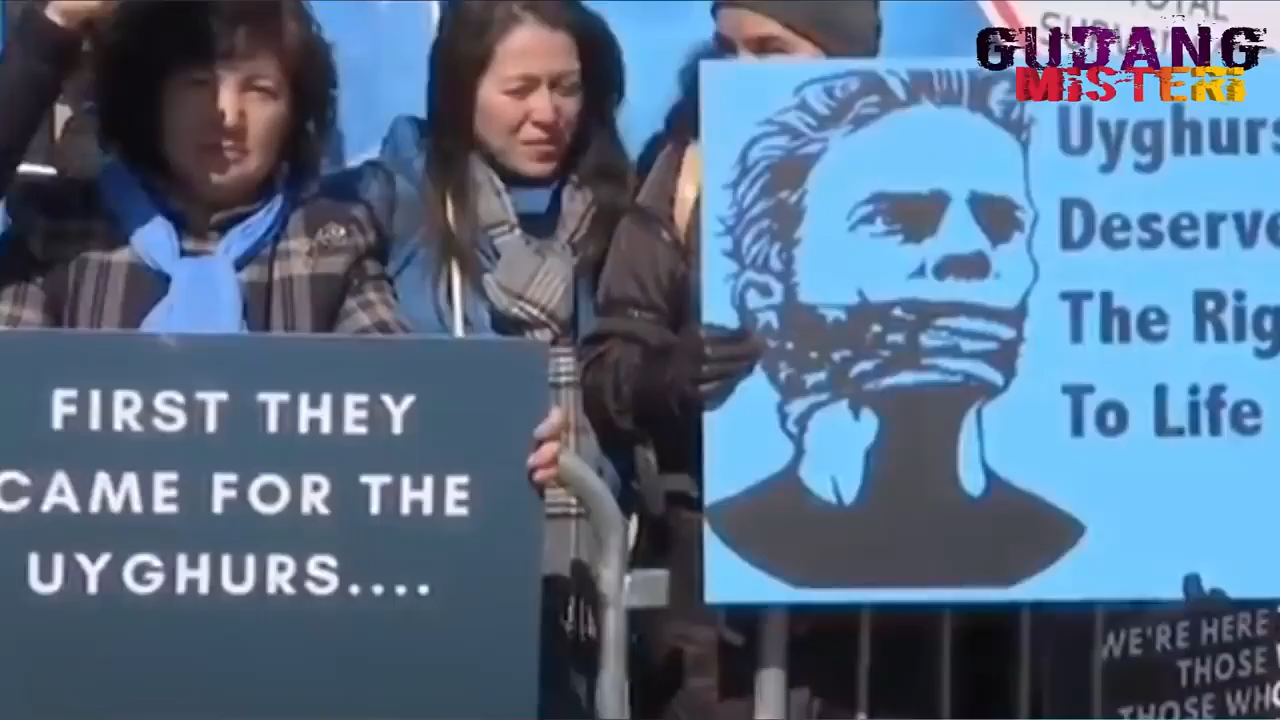 GUDANG
MISTERI
FIRST THEY
CAME FOR THE
UYGHURS....
Uyghurs
Deserve
The Rig
To Life
WE'RE HERE
THOSE
THOSE WHO